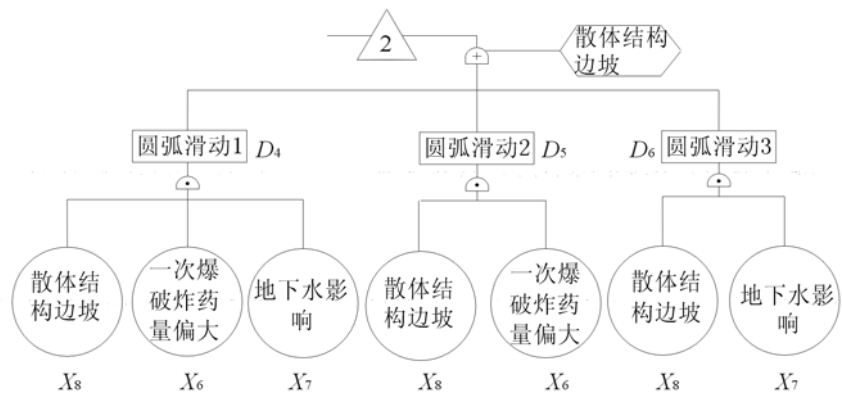 2
+
散体结构
边坡
圆弧滑动1 D4
圆弧滑动2 D5
D6 圆弧滑动3
散体结
构边坡
一次爆
破炸药
量偏大
地下水影
响
散体结
构边坡
一次爆
破炸药
量偏大
散体结
构边坡
地下水影
响
X8 X6 X7 X8 X6 X8 X7